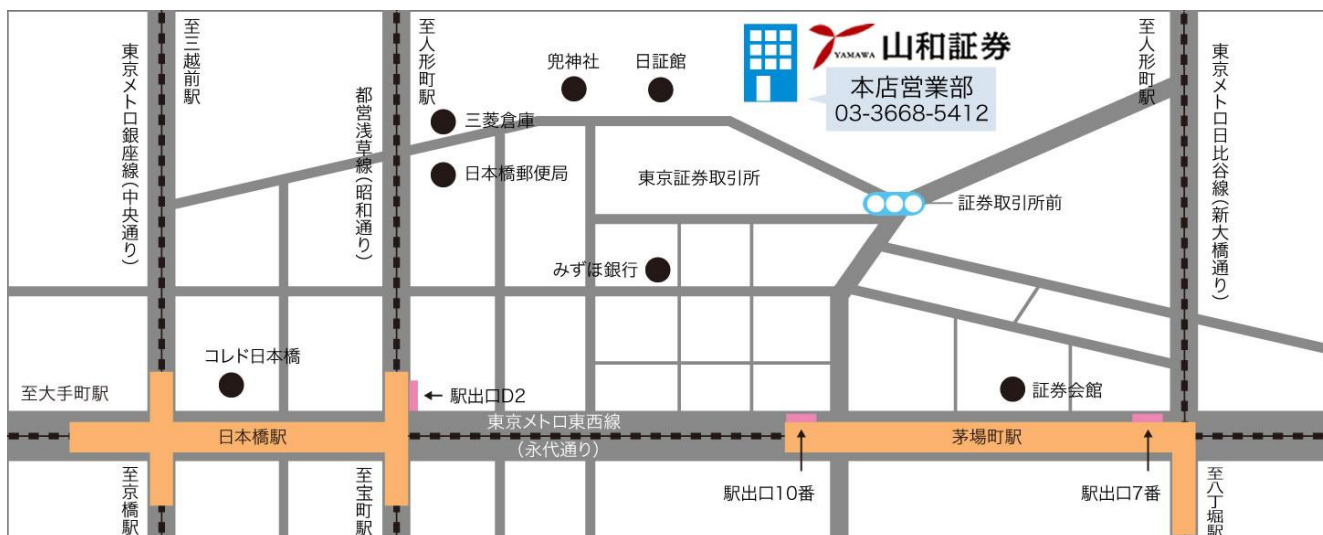 東京メトロ銀座線(中央通り)
至三越前駅
都営浅草線(昭和通り)
至人形町駅
兜神社
日証館
三菱倉庫
日本橋郵便局
YAMAWA 山和証券
本店営業部
03-3668-5412
至人形町駅
東京メトロ日比谷線(新大橋通り)
東京証券取引所
証券取引所前
みずほ銀行
コレド日本橋
至大手町駅
駅出口D2
証券会館
日本橋駅
東京メトロ東西線
(永代通り)
茅場町駅
至京橋駅
至宝町駅
駅出口10番
駅出口7番
至八丁堀駅